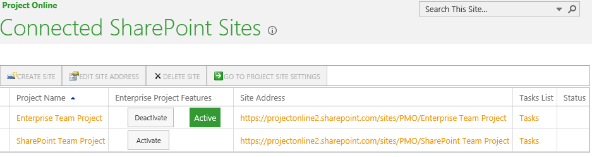 Project Online
Search This Site...
Connected SharePoint Sites
CREATE SITE EDIT SITE ADDRESS DELETE SITE GO TO PROJECT SITE SETTINGS
Project Name Enterprise Project Features Site Address Tasks List Status
Enterprise Team Project Deactivate Active https://projectonline2.sharepoint.com/sites/PMO/Enterprise Team Project Tasks
SharePoint Team Project Activate https://projectonline2.sharepoint.com/sites/PMO/SharePoint Team Project Tasks